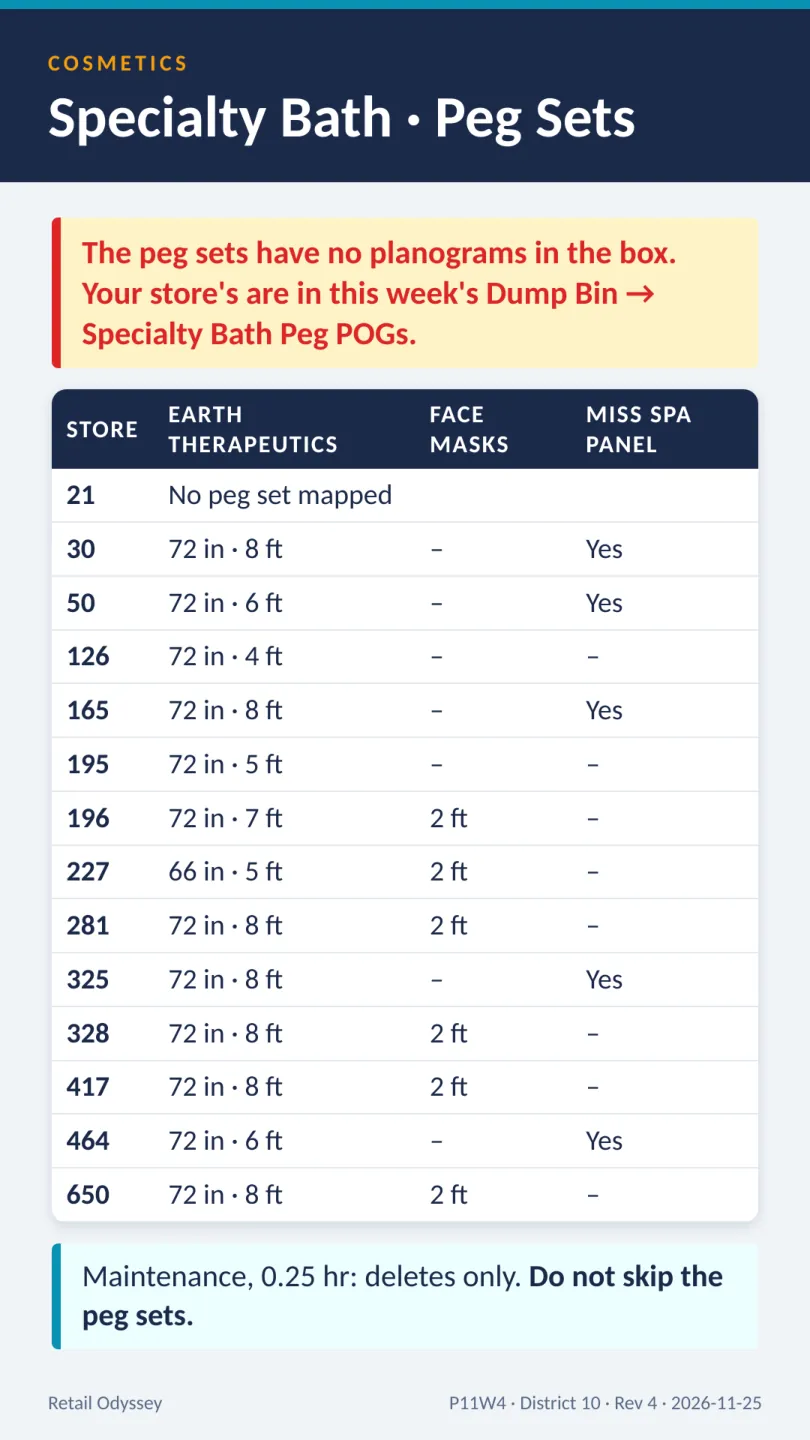 COSMETICS
Specialty Bath · Peg Sets
The peg sets have no planograms in the box.
Your store's are in this week's Dump Bin →
Specialty Bath Peg POGs.
STORE EARTH THERAPEUTICS FACE MASKS MISS SPA PANEL
21 No peg set mapped
30 72 in · 8 ft – Yes
50 72 in · 6 ft – Yes
126 72 in · 4 ft – –
165 72 in · 8 ft – Yes
195 72 in · 5 ft – –
196 72 in · 7 ft 2 ft –
227 66 in · 5 ft 2 ft –
281 72 in · 8 ft 2 ft –
325 72 in · 8 ft – Yes
328 72 in · 8 ft 2 ft –
417 72 in · 8 ft 2 ft –
464 72 in · 6 ft – Yes
650 72 in · 8 ft 2 ft –
Maintenance, 0.25 hr: deletes only. Do not skip the
peg sets.
Retail Odyssey P11W4 · District 10 · Rev 4 · 2026-11-25